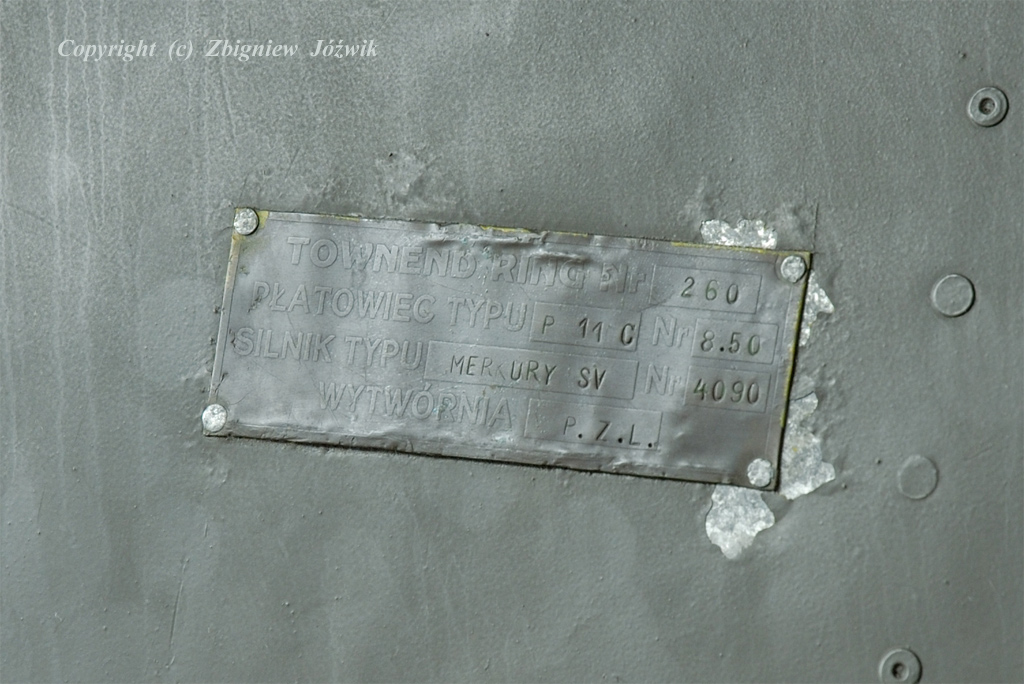 Copyright (c) Zbigniew Jóźwik
TOWNEND RING Nr 260
PŁATOWIEC TYPU P 11 C Nr 8.50
SILNIK TYPU MERKURY SV Nr 4090
WYTWÓRNIA P.Z.L.